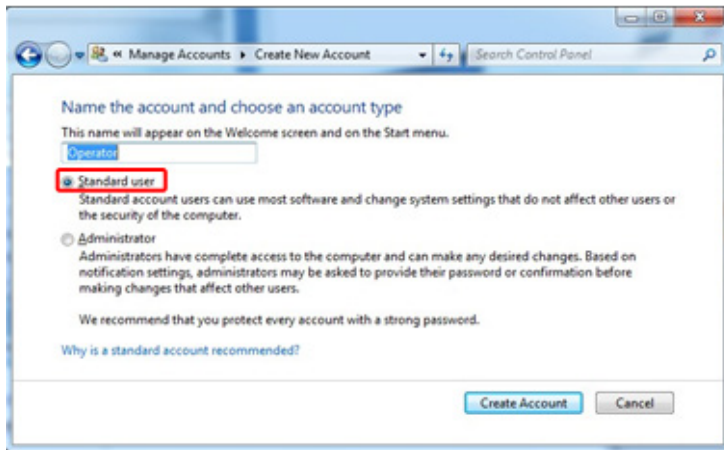 « Manage Accounts ▸ Create New Account
Search Control Panel
Name the account and choose an account type
This name will appear on the Welcome screen and on the Start menu.
Operator
Standard user
Standard account users can use most software and change system settings that do not affect other users or
the security of the computer.
Administrator
Administrators have complete access to the computer and can make any desired changes. Based on
notification settings, administrators may be asked to provide their password or confirmation before
making changes that affect other users.
We recommend that you protect every account with a strong password.
Why is a standard account recommended?
Create Account
Cancel